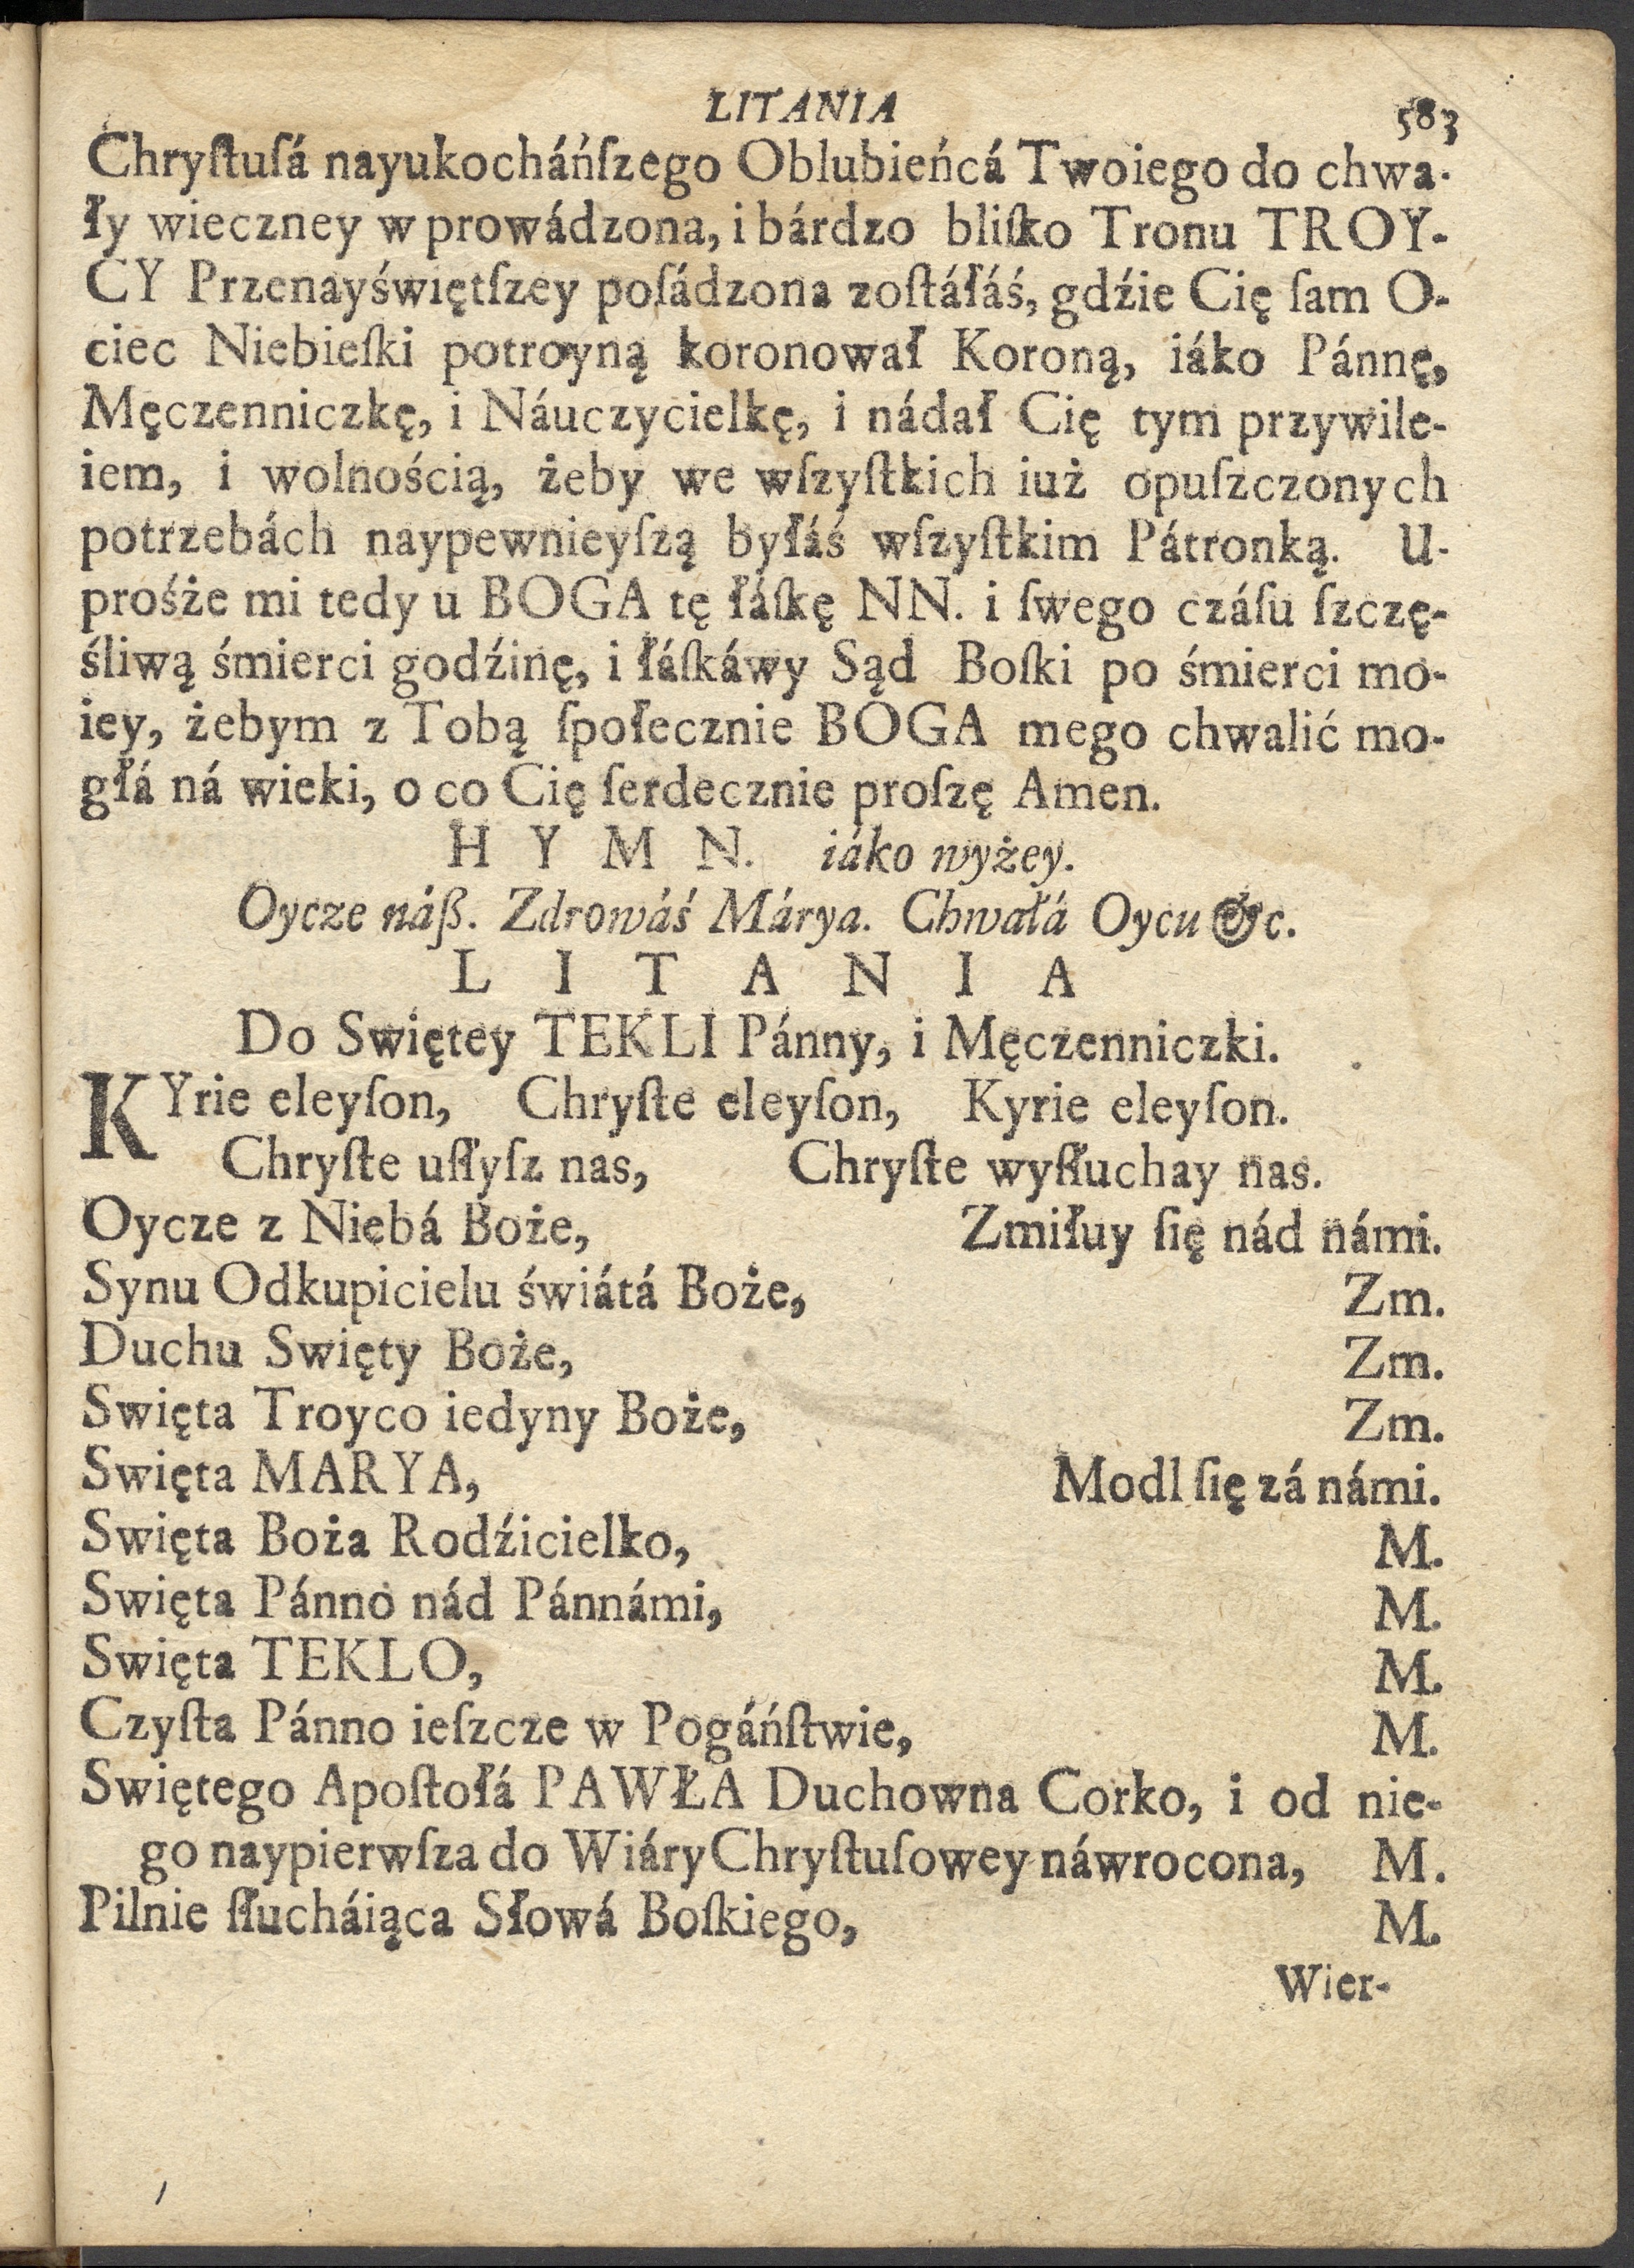 LITANIA 583
Chryſtuſá nayukocháńſzego Oblubieńcá Twoiego do chwa-
ły wieczney w prowádzona, i bárdzo bliſko Tronu TROY-
CY Przenayświętſzey poſádzona zoſtáłáś, gdźie Cię ſam O-
ciec Niebieſki potroyną koronował Koroną, iáko Pánnę,
Męczenniczkę, i Náuczycielkę, i nádał Cię tym przywile-
iem, i wolnością, żeby we wſzyſtkich iuż opuſzczonych
potrzebách naypewnieyſzą byłáś wſzyſtkim Pátronką. U-
prośże mi tedy u BOGA tę łáſkę NN. i ſwego czáſu ſzczę-
śliwą śmierci godźinę, i łáſkáwy Sąd Boſki po śmierci mo-
iey, żebym z Tobą ſpołecznie BOGA mego chwalić mo-
głá ná wieki, o co Cię ſerdecznie proſzę Amen.
H Y M N. iáko wyżey.
Oycze náß. Zdrowáś Márya. Chwałá Oycu &c.
L I T A N I A
Do Swiętey TEKLI Pánny, i Męczenniczki.
KYrie eleyſon, Chryſte eleyſon, Kyrie eleyſon.
Chryſte uſłyſz nas, Chryſte wyſłuchay nas.
Oycze z Niebá Boże, Zmiłuy ſię nád námi.
Synu Odkupicielu świátá Boże, Zm.
Duchu Swięty Boże, Zm.
Swięta Troyco iedyny Boże, Zm.
Swięta MARYA, Modl ſię zá námi.
Swięta Boża Rodźicielko, M.
Swięta Pánno nád Pánnámi, M.
Swięta TEKLO, M.
Czyſta Pánno ieſzcze w Pogáńſtwie, M.
Swiętego Apoſtołá PAWŁA Duchowna Corko, i od nie-
go naypierwſza do Wiáry Chryſtuſowey náwrocona, M.
Pilnie ſłucháiąca Słowá Boſkiego, M.
Wier-